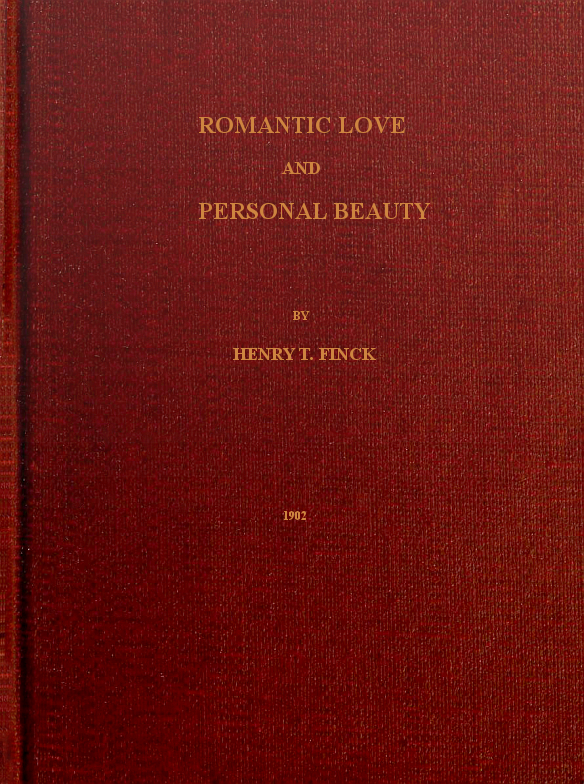 ROMANTIC LOVE
AND
PERSONAL BEAUTY
BY
HENRY T. FINCK
1902